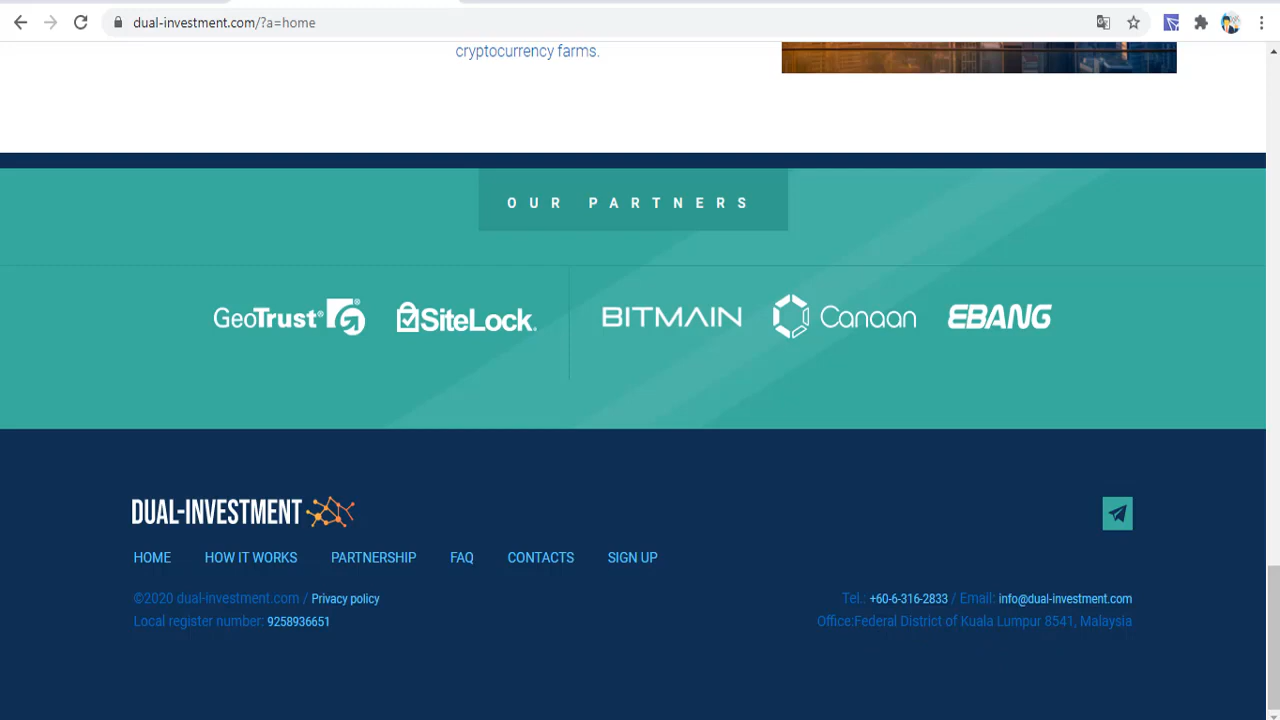 dual-investment.com/?a=home
cryptocurrency farms.
OUR PARTNERS
GeoTrust® SiteLock. BITMAIN Canaan EBANG
DUAL-INVESTMENT
HOME HOW IT WORKS PARTNERSHIP FAQ CONTACTS SIGN UP
©2020 dual-investment.com / Privacy policy Tel.: +60-6-316-2833 / Email: info@dual-investment.com
Local register number: 9258936651 Office:Federal District of Kuala Lumpur 8541, Malaysia